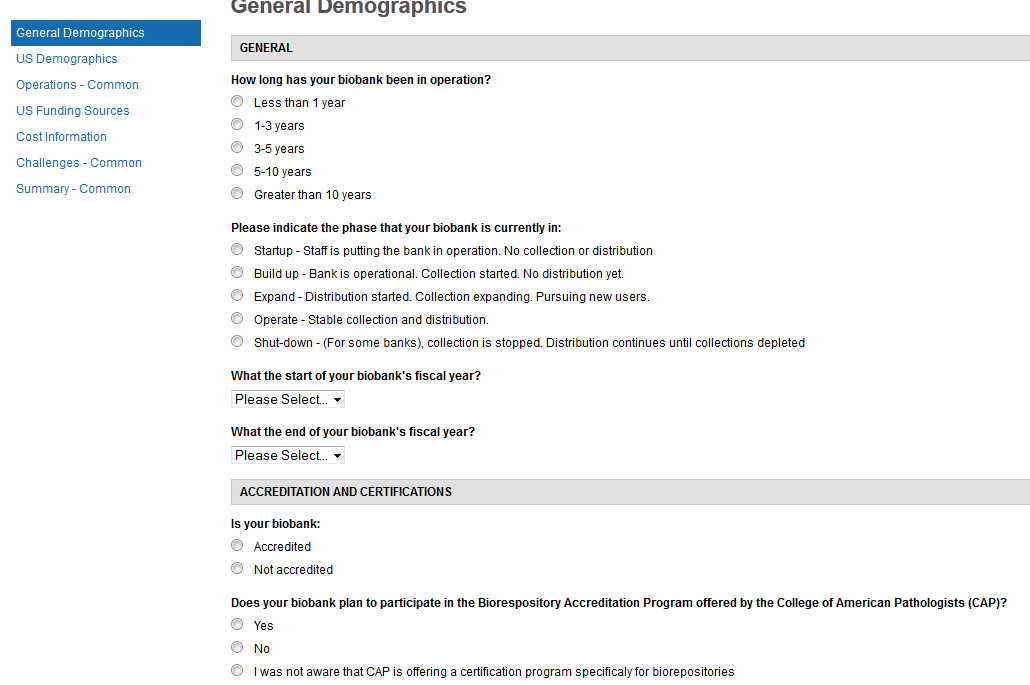 General Demographics
General Demographics
US Demographics
Operations - Common
US Funding Sources
Cost Information
Challenges - Common
Summary - Common
GENERAL
How long has your biobank been in operation?
Less than 1 year
1-3 years
3-5 years
5-10 years
Greater than 10 years
Please indicate the phase that your biobank is currently in:
Startup - Staff is putting the bank in operation. No collection or distribution
Build up - Bank is operational. Collection started. No distribution yet.
Expand - Distribution started. Collection expanding. Pursuing new users.
Operate - Stable collection and distribution.
Shut-down - (For some banks), collection is stopped. Distribution continues until collections depleted
What the start of your biobank's fiscal year?
Please Select...
What the end of your biobank's fiscal year?
Please Select...
ACCREDITATION AND CERTIFICATIONS
Is your biobank:
Accredited
Not accredited
Does your biobank plan to participate in the Biorespository Accreditation Program offered by the College of American Pathologists (CAP)?
Yes
No
I was not aware that CAP is offering a certification program specificaly for biorepositories